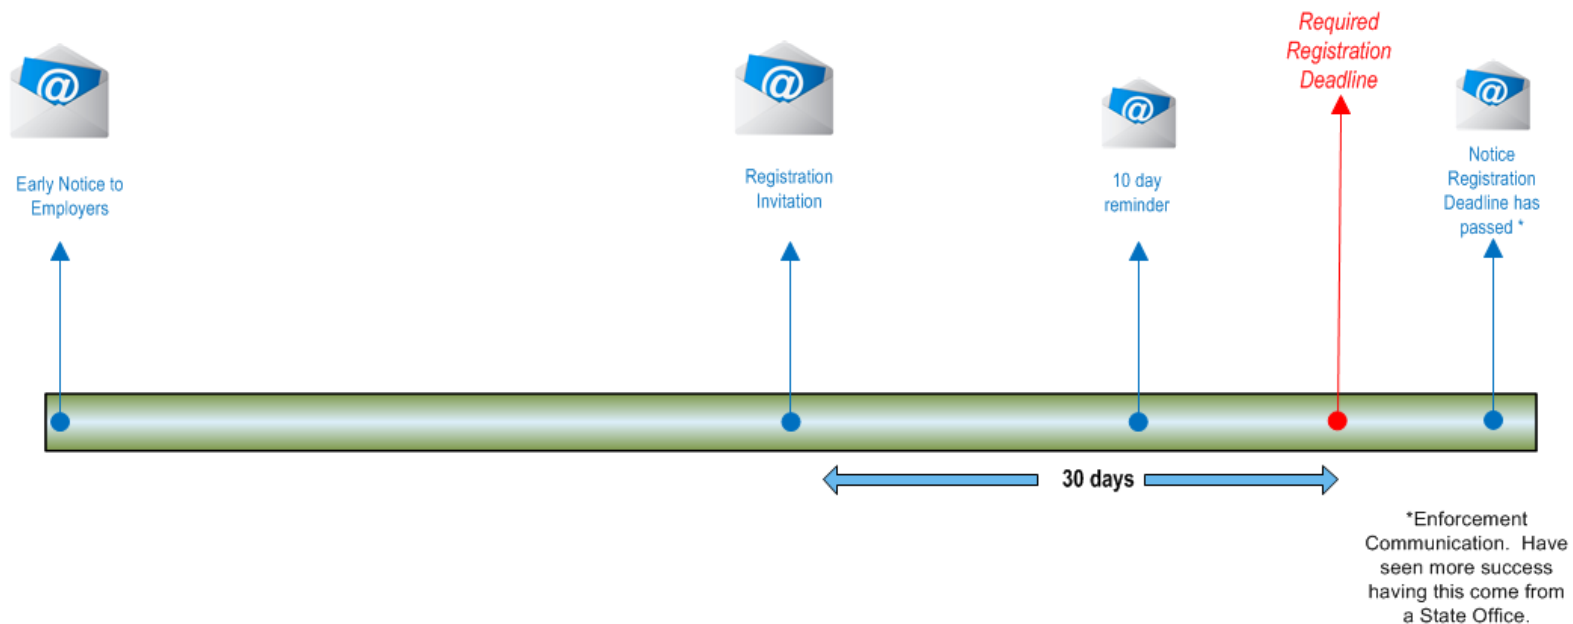 Early Notice to
Employers
Registration
Invitation
10 day
reminder
Required
Registration
Deadline
Notice
Registration
Deadline has
passed *
30 days
*Enforcement
Communication.  Have
seen more success
having this come from
a State Office.